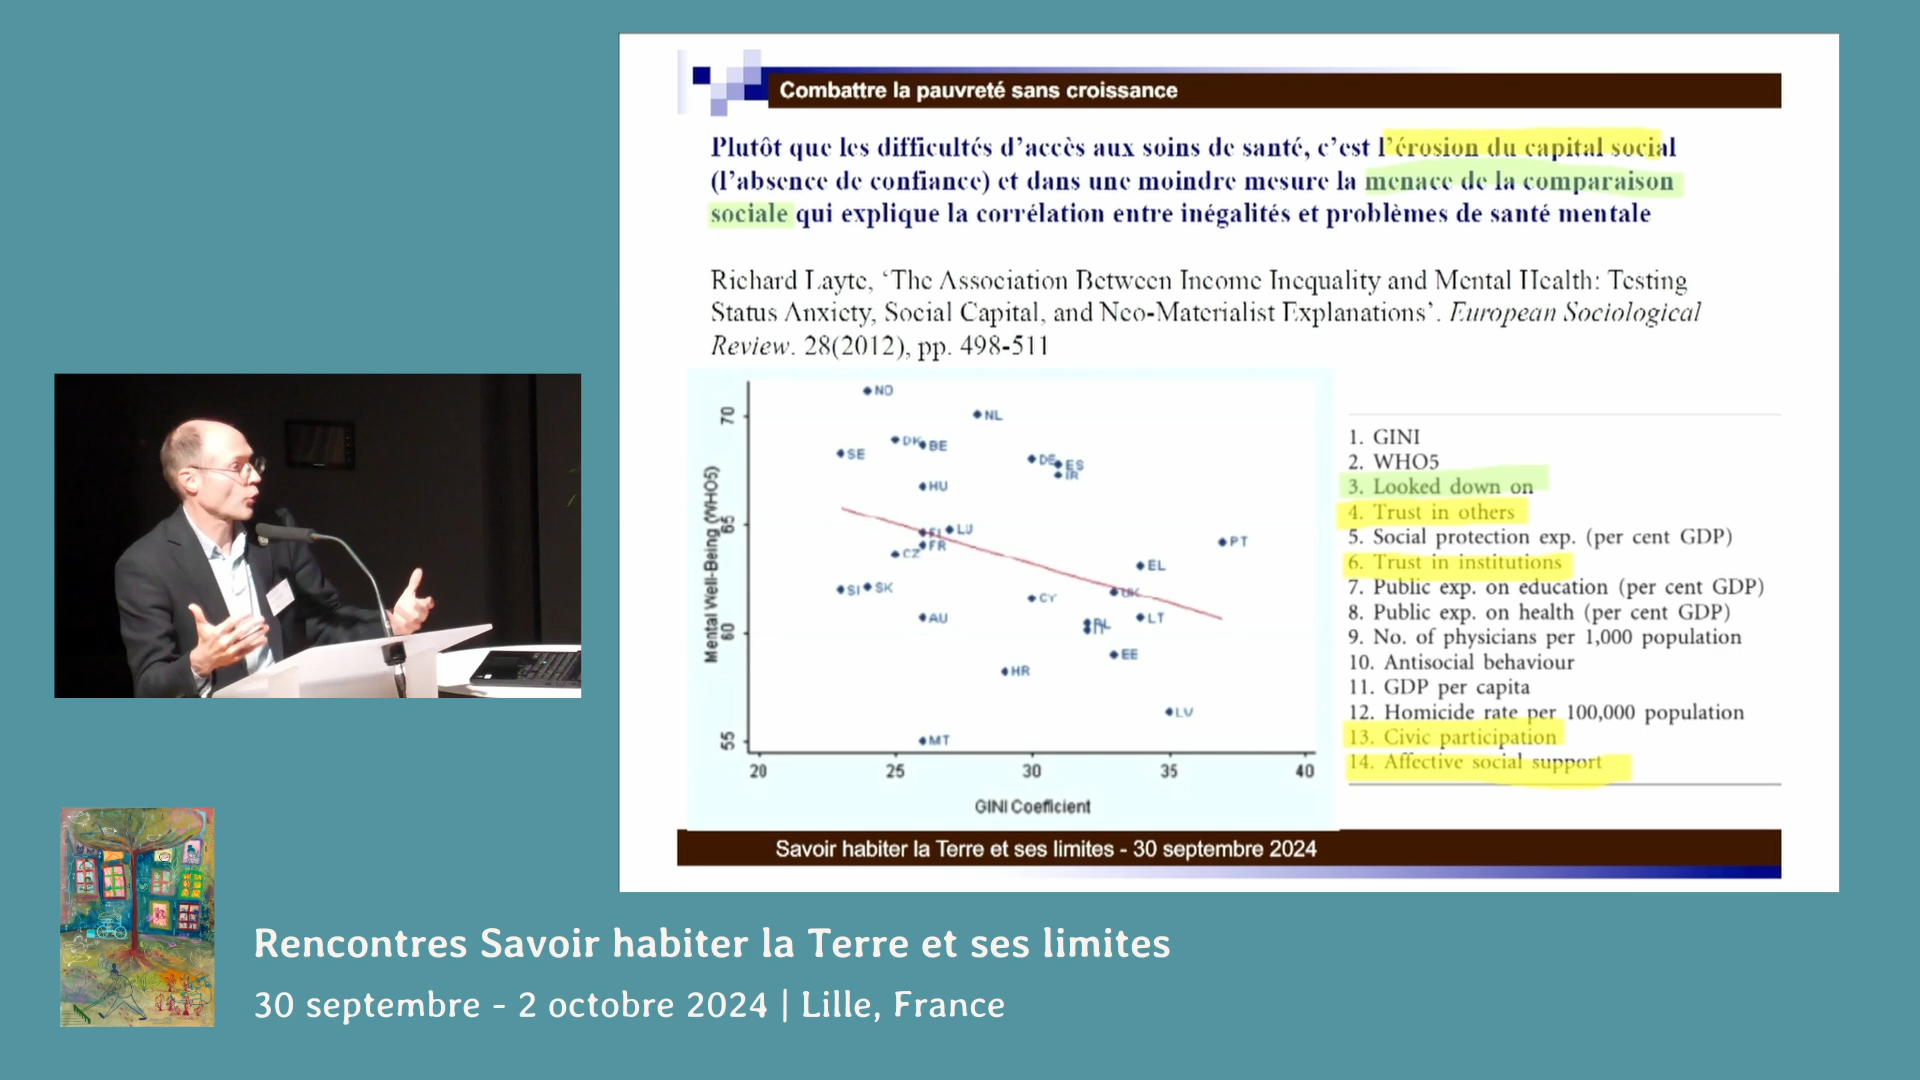 Combattre la pauvreté sans croissance
Plutôt que les difficultés d’accès aux soins de santé, c’est l’érosion du capital social
(l’absence de confiance) et dans une moindre mesure la menace de la comparaison
sociale qui explique la corrélation entre inégalités et problèmes de santé mentale
Richard Layte, ‘The Association Between Income Inequality and Mental Health: Testing
Status Anxiety, Social Capital, and Neo-Materialist Explanations’. European Sociological
Review. 28(2012), pp. 498-511
Mental Well-Being (WHO5)
70
65
60
55
NO
NL
DK
BE
SE
DE
ES
IR
HU
LU
FI
FR
CZ
PT
EL
SI
SK
UK
CY
AU
LT
EE
HR
LV
MT
20 25 30 35 40
GINI Coefficient
1. GINI
2. WHO5
3. Looked down on
4. Trust in others
5. Social protection exp. (per cent GDP)
6. Trust in institutions
7. Public exp. on education (per cent GDP)
8. Public exp. on health (per cent GDP)
9. No. of physicians per 1,000 population
10. Antisocial behaviour
11. GDP per capita
12. Homicide rate per 100,000 population
13. Civic participation
14. Affective social support
Savoir habiter la Terre et ses limites - 30 septembre 2024
Rencontres Savoir habiter la Terre et ses limites
30 septembre - 2 octobre 2024 | Lille, France